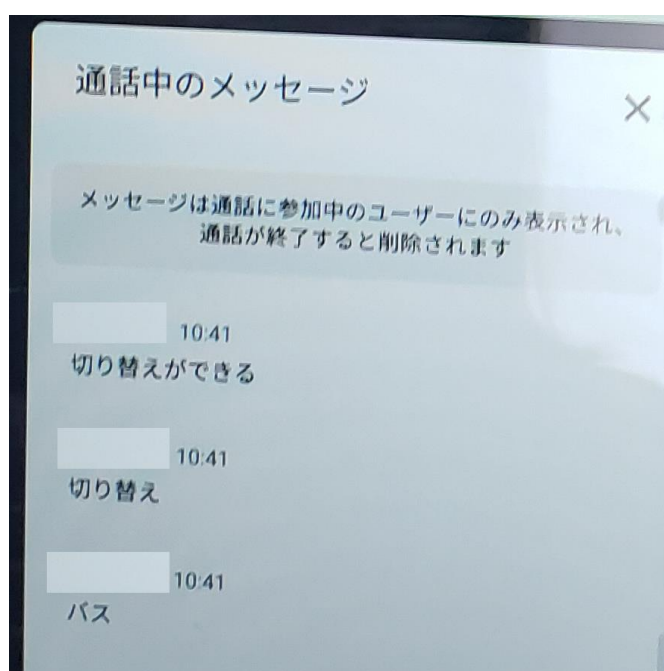 通話中のメッセージ
メッセージは通話に参加中のユーザーにのみ表示され、
通話が終了すると削除されます
10:41
切り替えができる
10:41
切り替え
10:41
バス